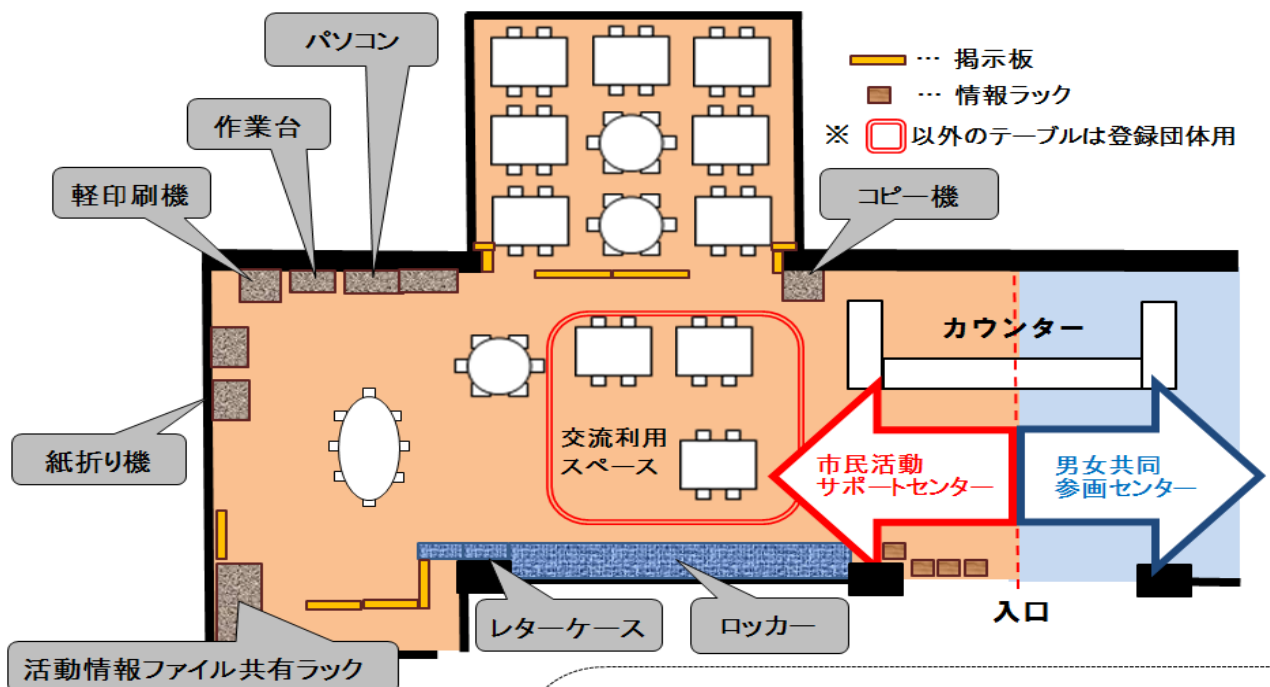 パソコン
… 掲示板
作業台
… 情報ラック
※ 以外のテーブルは登録団体用
軽印刷機
コピー機
カウンター
交流利用
スペース
市民活動
サポートセンター
男女共同
参画センター
紙折り機
入口
レターケース
ロッカー
活動情報ファイル共有ラック